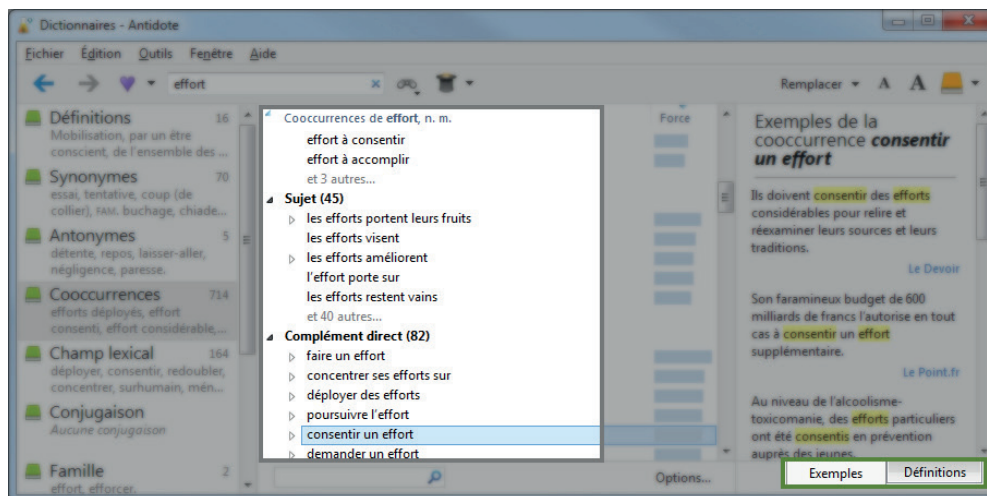 Dictionnaires - Antidote
Fichier Édition Outils Fenêtre Aide
effort
Remplacer A A
Définitions 16
Mobilisation, par un être
conscient, de l'ensemble des ...
Synonymes 70
essai, tentative, coup (de
collier), FAM. buchage, chiade...
Antonymes 5
détente, repos, laisser-aller,
négligence, paresse.
Cooccurrences 714
efforts déployés, effort
consenti, effort considérable,...
Champ lexical 164
déployer, consentir, redoubler,
concentrer, surhumain, mén...
Conjugaison
Aucune conjugaison
Famille 2
effort, efforcer.
Cooccurrences de effort, n. m.
Force
effort à consentir
effort à accomplir
et 3 autres...
Sujet (45)
les efforts portent leurs fruits
les efforts visent
les efforts améliorent
l'effort porte sur
les efforts restent vains
et 40 autres...
Complément direct (82)
faire un effort
concentrer ses efforts sur
déployer des efforts
poursuivre l'effort
consentir un effort
demander un effort
Options...
Exemples de la
cooccurrence consentir
un effort
Ils doivent consentir des efforts
considérables pour relire et
réexaminer leurs sources et leurs
traditions.
Le Devoir
Son faramineux budget de 600
milliards de francs l'autorise en tout
cas à consentir un effort
supplémentaire.
Le Point.fr
Au niveau de l'alcoolisme-
toxicomanie, des efforts particuliers
ont été consentis en prévention
auprès des jeunes.
Exemples Définitions